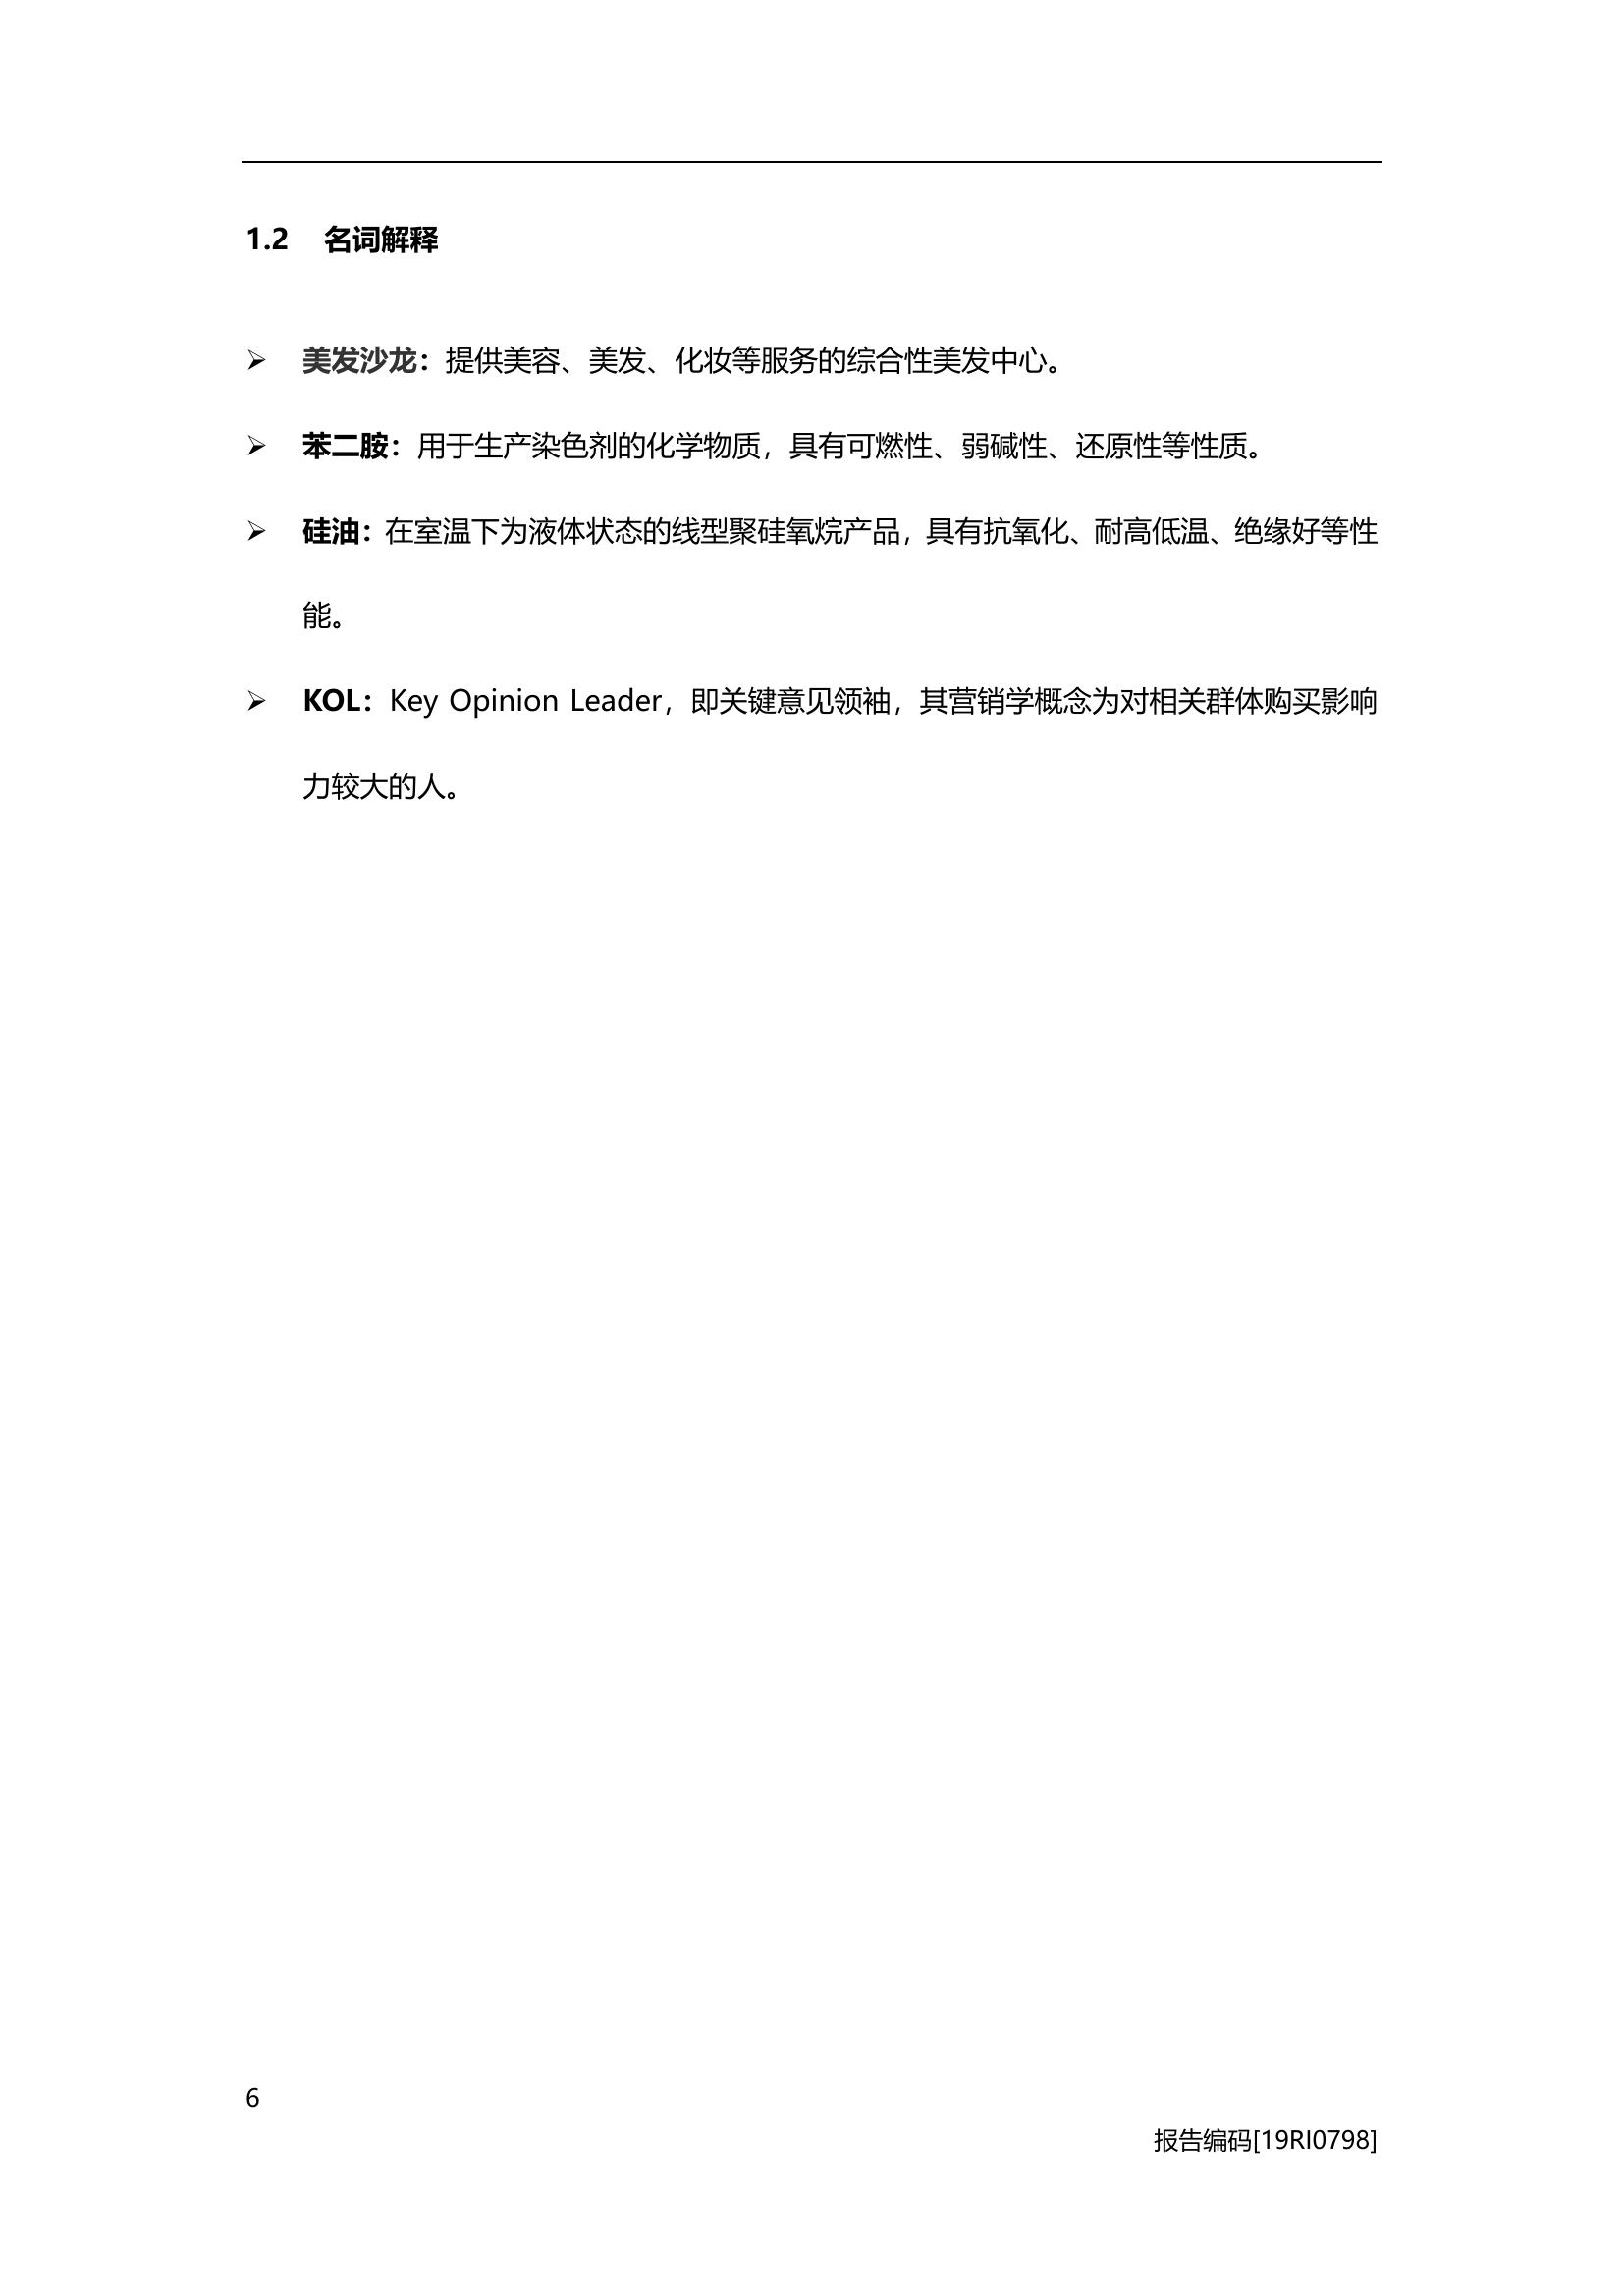 1.2 名词解释
➢ 美发沙龙：提供美容、美发、化妆等服务的综合性美发中心。
➢ 苯二胺：用于生产染色剂的化学物质，具有可燃性、弱碱性、还原性等性质。
➢ 硅油：在室温下为液体状态的线型聚硅氧烷产品，具有抗氧化、耐高低温、绝缘好等性
能。
➢ KOL：Key Opinion Leader，即关键意见领袖，其营销学概念为对相关群体购买影响
力较大的人。
6
报告编码[19RI0798]